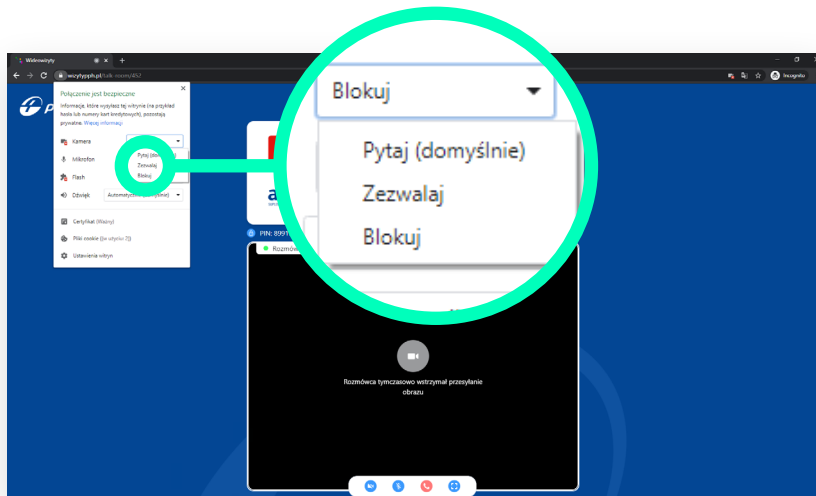 Wideowizyty
wizytypph.pl/talk-room/452
Incognito
Połączenie jest bezpieczne
Informacje, które wysyłasz tej witrynie (na przykład
hasła lub numery kart kredytowych), pozostają
prywatne. Więcej informacji
Kamera
Mikrofon
Flash
Dźwięk
Pytaj (domyślnie)
Zezwalaj
Blokuj
Certyfikat (Ważny)
Pliki cookie (w użyciu: 2)
Ustawienia witryn
Blokuj
Pytaj (domyślnie)
Zezwalaj
Blokuj
PIN: 8991
Rozmówca tymczasowo wstrzymał przesyłanie
obrazu